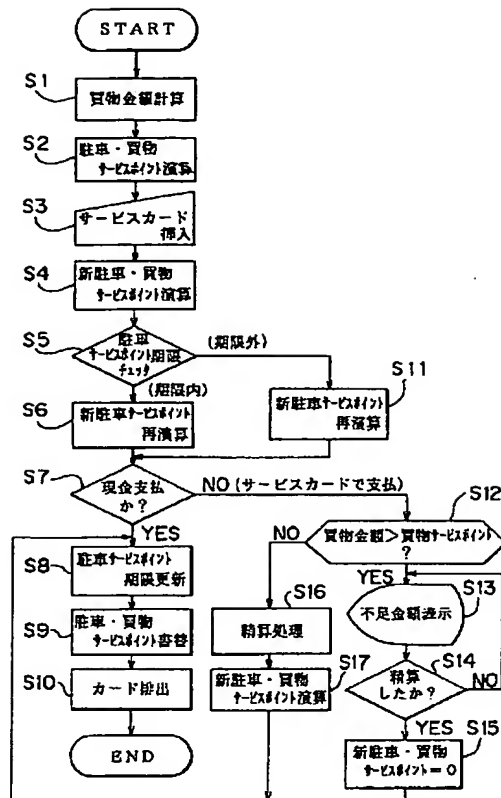 START
S1
買物金額計算
S2
駐車・買物
サービスポイント演算
S3
サービスカード
挿入
S4
新駐車・買物
サービスポイント演算
S5
駐車
サービスポイント期限
チェック
(期限外)
(期限内)
S6
新駐車サービスポイント
再演算
S11
新駐車サービスポイント
再演算
S7
現金支払
か?
NO(サービスカードで支払)
YES
S12
買物金額>買物サービスポイント
?
NO
YES
S8
駐車サービスポイント
期限更新
S13
不足金額表示
S16
精算処理
S9
駐車・買物
サービスポイント書替
S14
精算
したか?
NO
S17
新駐車・買物
サービスポイント演算
S10
カード排出
YES
S15
新駐車・買物
サービスポイント=0
END